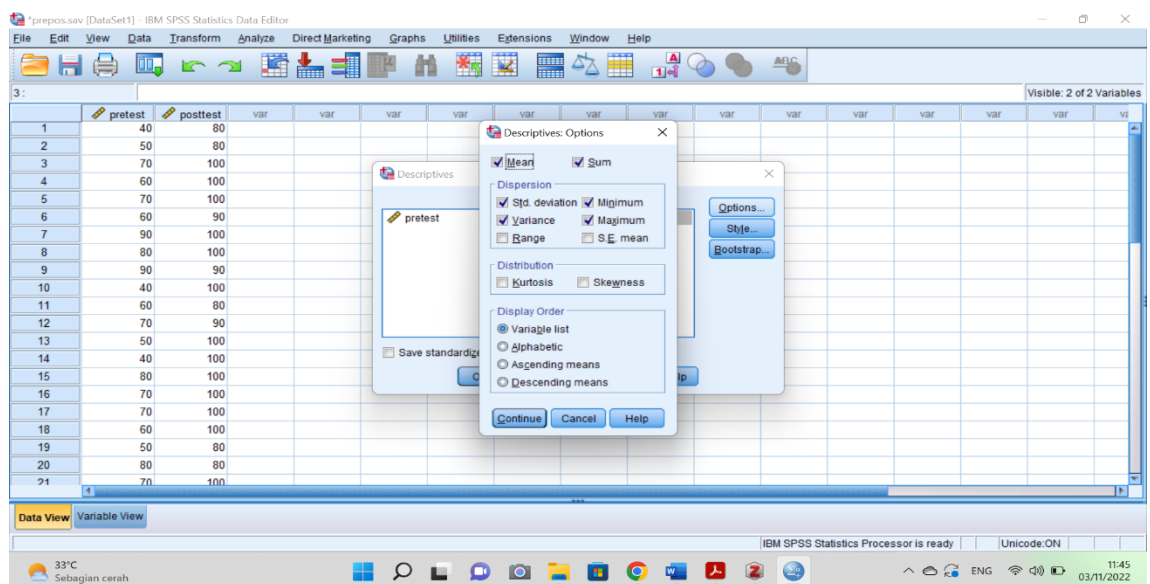 *prepos.sav [DataSet1] - IBM SPSS Statistics Data Editor
File Edit View Data Transform Analyze Direct Marketing Graphs Utilities Extensions Window Help
3 :
Visible: 2 of 2 Variables
pretest posttest var var var var var var var var var var var var var
1 40 80
2 50 80
3 70 100
4 60 100
5 70 100
6 60 90
7 90 100
8 80 100
9 90 90
10 40 100
11 60 80
12 70 90
13 50 100
14 40 100
15 80 100
16 70 100
17 70 100
18 60 100
19 50 80
20 80 80
21 70 100
Descriptives
pretest
Options...
Style...
Bootstrap...
Save standardize
Descriptives: Options
Mean Sum
Dispersion
Std. deviation Minimum
Variance Maximum
Range S.E. mean
Distribution
Kurtosis Skewness
Display Order
Variable list
Alphabetic
Ascending means
Descending means
Continue Cancel Help
Data View Variable View
IBM SPSS Statistics Processor is ready Unicode:ON
33°C
Sebagian cerah
ENG
11:45
03/11/2022